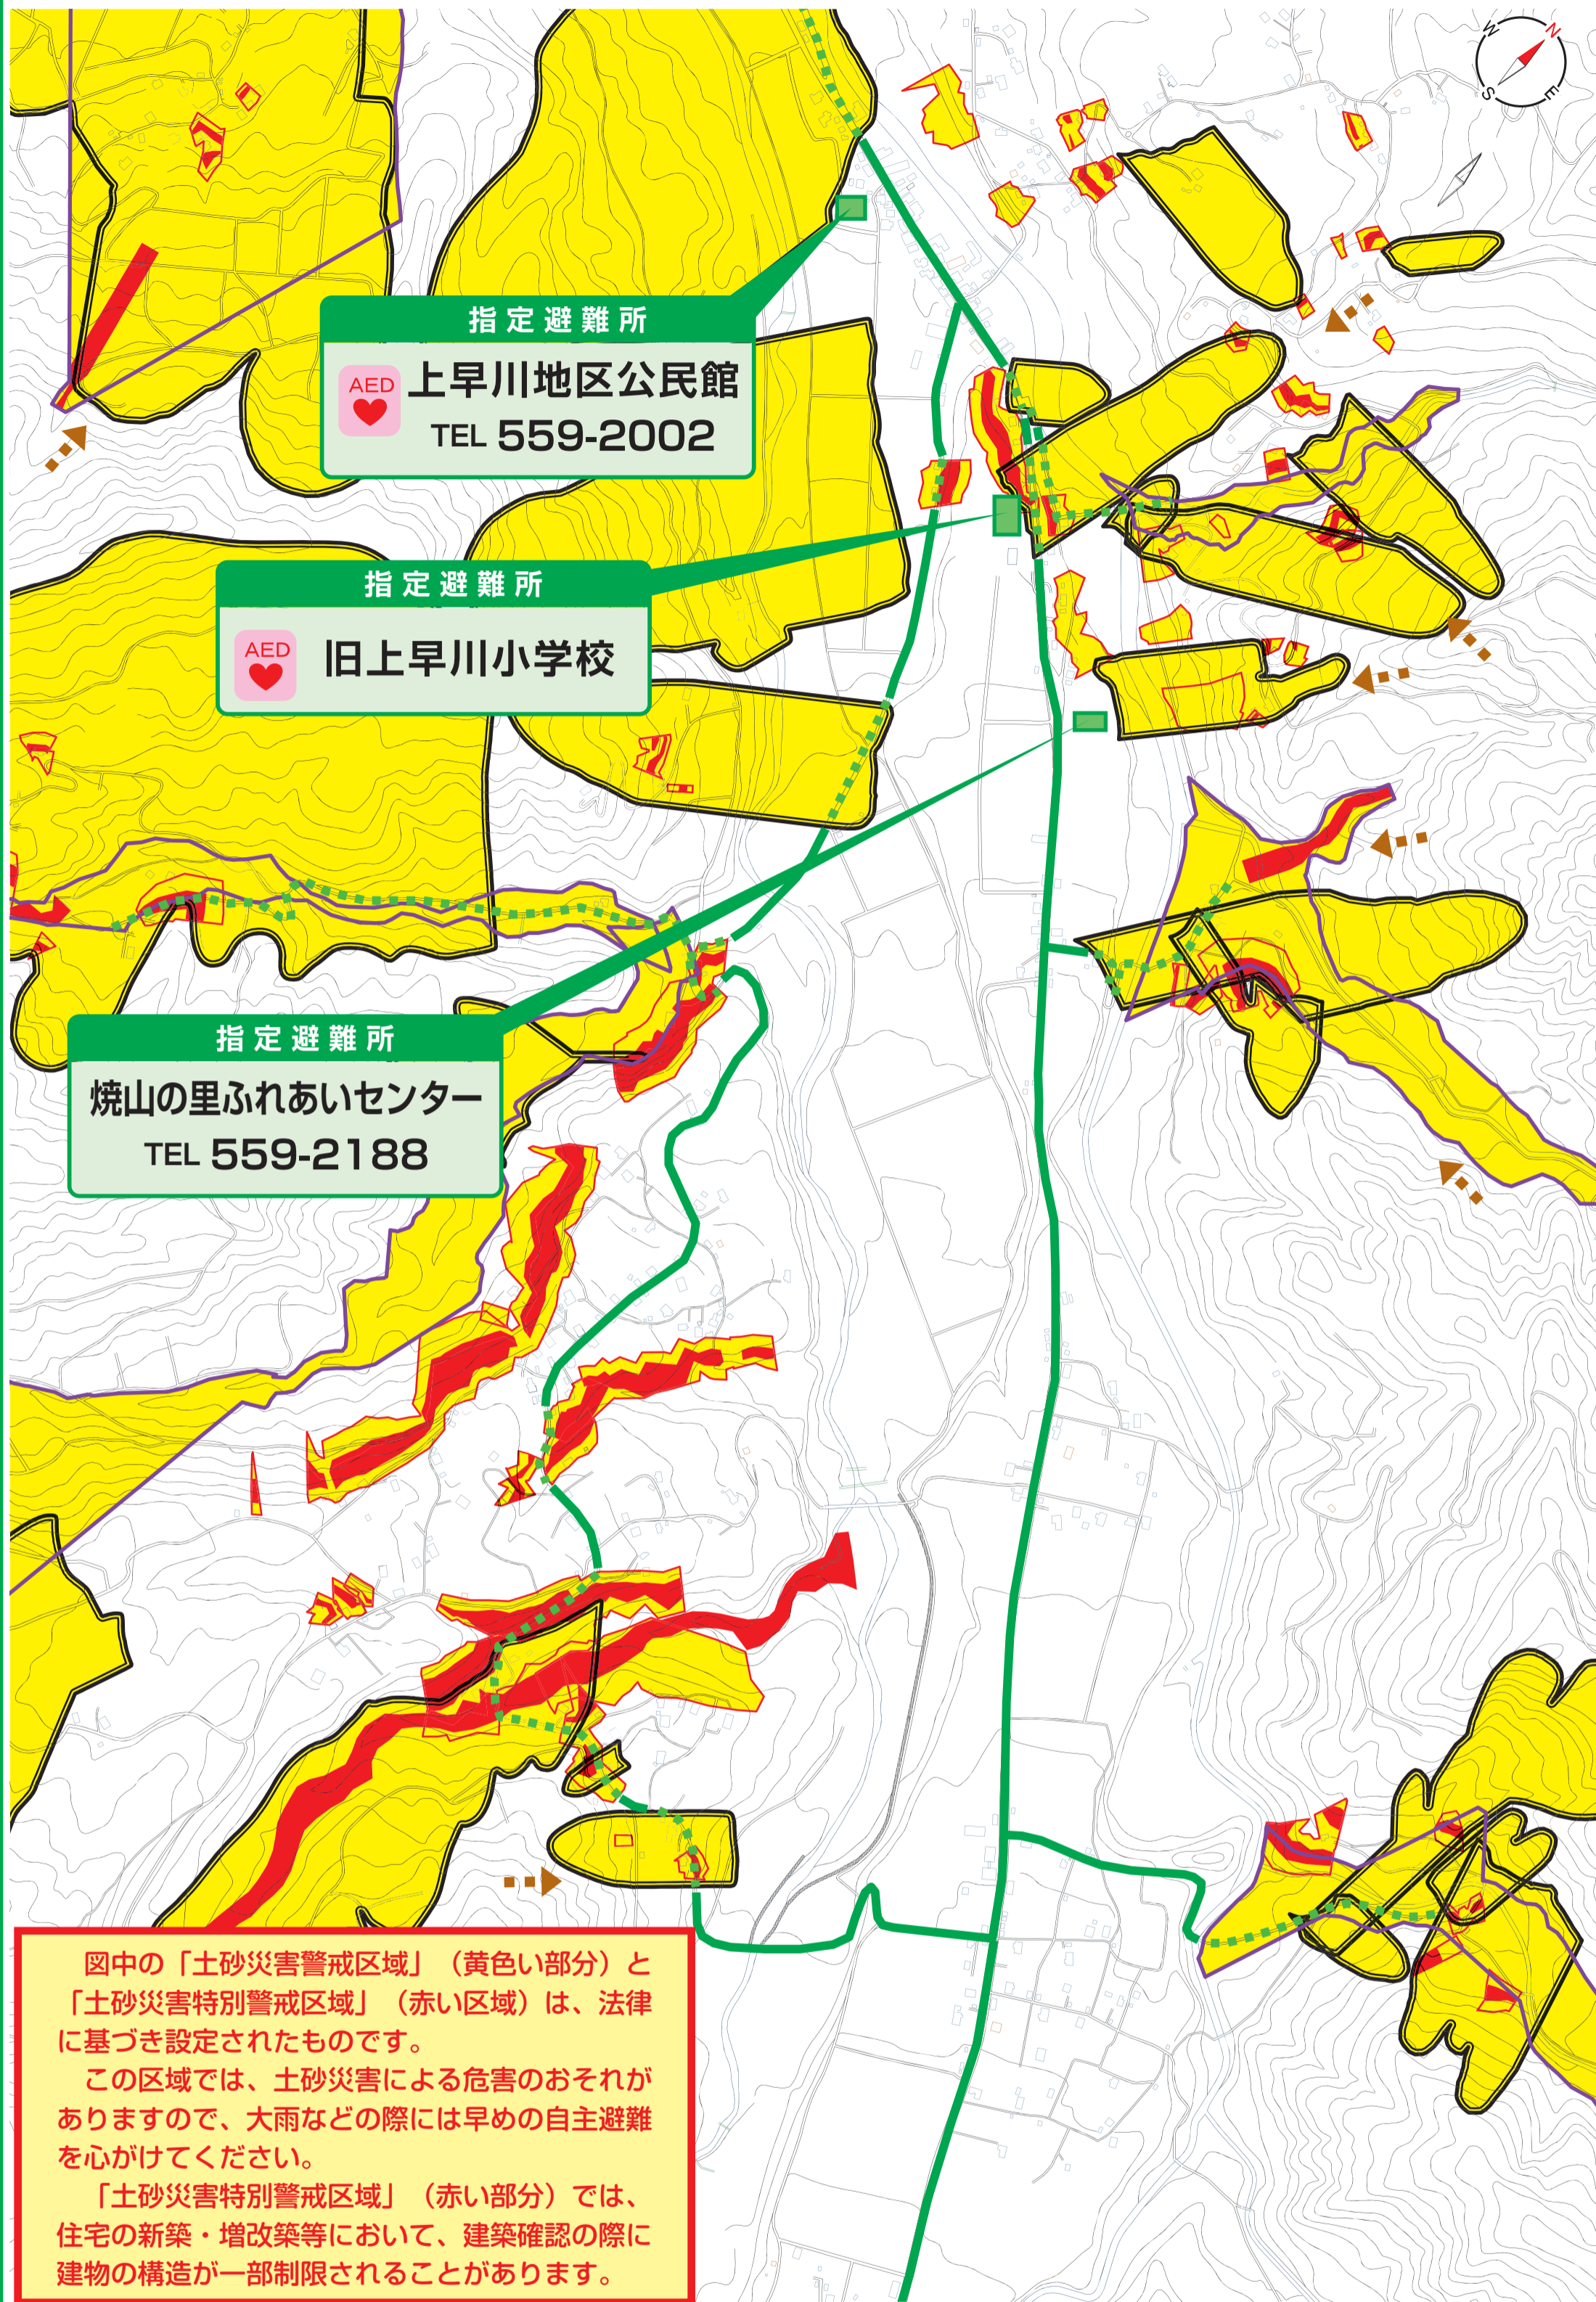 W
N
S
E
指定避難所
AED
上早川地区公民館
TEL 559-2002
指定避難所
AED
旧上早川小学校
指定避難所
焼山の里ふれあいセンター
TEL 559-2188
図中の「土砂災害警戒区域」（黄色い部分）と
「土砂災害特別警戒区域」（赤い区域）は、法律
に基づき設定されたものです。
この区域では、土砂災害による危害のおそれが
ありますので、大雨などの際には早めの自主避難
を心がけてください。
「土砂災害特別警戒区域」（赤い部分）では、
住宅の新築・増改築等において、建築確認の際に
建物の構造が一部制限されることがあります。